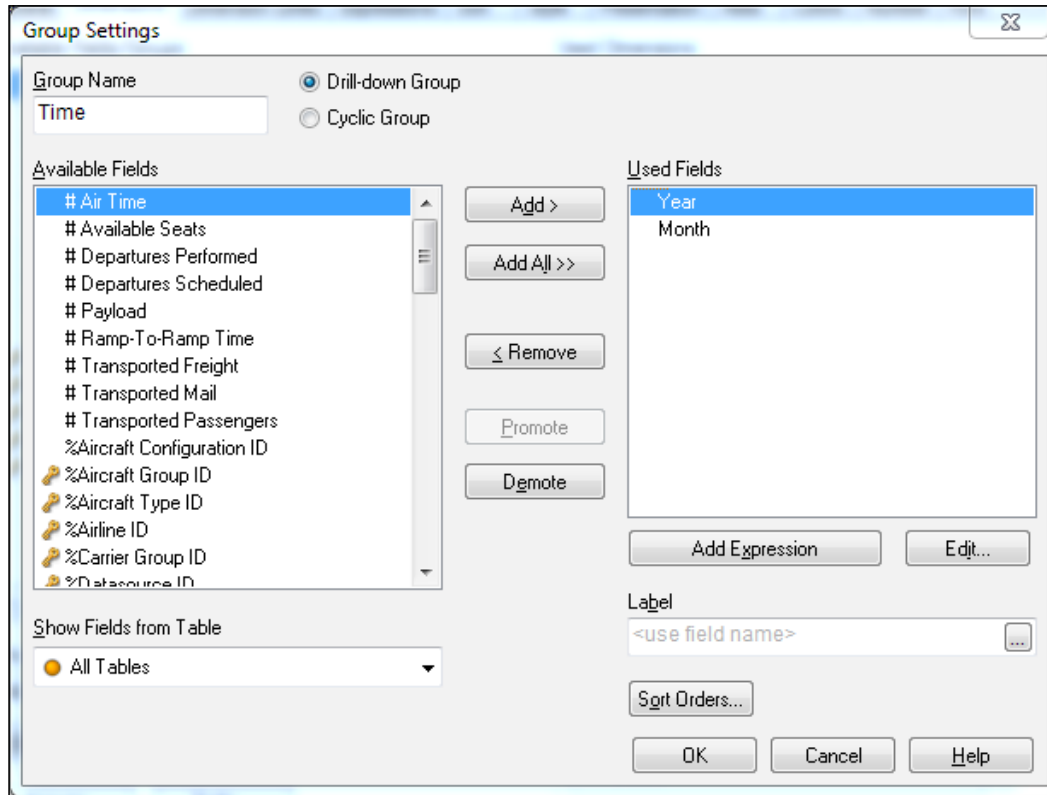 Group Settings
Group Name
Time
Drill-down Group
Cyclic Group
Available Fields
# Air Time
# Available Seats
# Departures Performed
# Departures Scheduled
# Payload
# Ramp-To-Ramp Time
# Transported Freight
# Transported Mail
# Transported Passengers
%Aircraft Configuration ID
%Aircraft Group ID
%Aircraft Type ID
%Airline ID
%Carrier Group ID
%Datasource ID
Show Fields from Table
All Tables
Add >
Add All >>
< Remove
Promote
Demote
Used Fields
Year
Month
Add Expression
Edit...
Label
<use field name>
...
Sort Orders...
OK
Cancel
Help